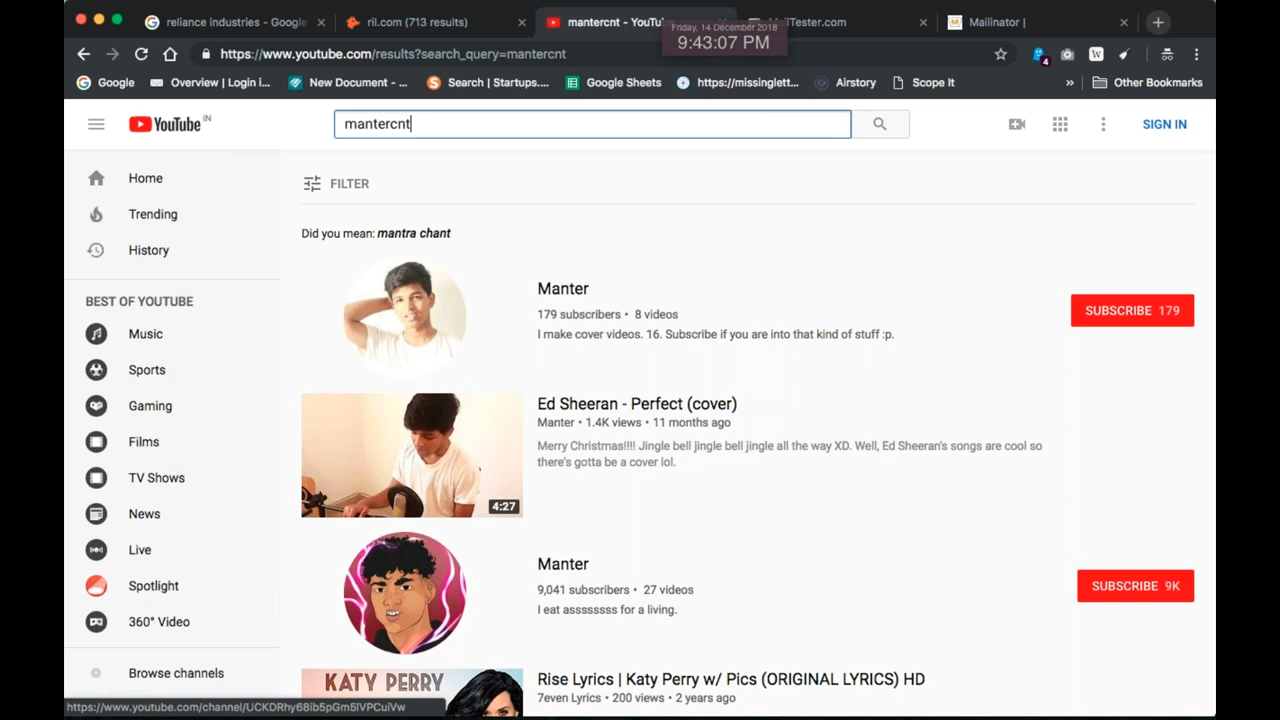 reliance industries - Google
ril.com (713 results)
mantercnt - YouTu
Tester.com
Mailinator |
Friday, 14 December 2018
9:43:07 PM
https://www.youtube.com/results?search_query=mantercnt
4
W
Google
Overview | Login i...
New Document - ...
Search | Startups....
Google Sheets
https://missinglett...
Airstory
Scope It
»
Other Bookmarks
YouTube IN
mantercnt
SIGN IN
Home
Trending
History
BEST OF YOUTUBE
Music
Sports
Gaming
Films
TV Shows
News
Live
Spotlight
360° Video
Browse channels
FILTER
Did you mean: mantra chant
Manter
179 subscribers • 8 videos
I make cover videos. 16. Subscribe if you are into that kind of stuff :p.
SUBSCRIBE 179
4:27
Ed Sheeran - Perfect (cover)
Manter • 1.4K views • 11 months ago
Merry Christmas!!!! Jingle bell jingle bell jingle all the way XD. Well, Ed Sheeran's songs are cool so
there's gotta be a cover lol.
Manter
9,041 subscribers • 27 videos
I eat assssssss for a living.
SUBSCRIBE 9K
KATY PERRY
Rise Lyrics | Katy Perry w/ Pics (ORIGINAL LYRICS) HD
7even Lyrics • 200 views • 2 years ago